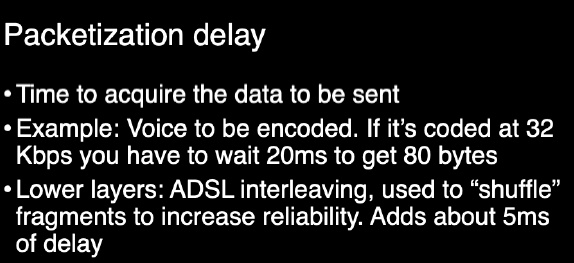 Packetization delay
• Time to acquire the data to be sent
• Example: Voice to be encoded. If it's coded at 32
Kbps you have to wait 20ms to get 80 bytes
• Lower layers: ADSL interleaving, used to “shuffle”
fragments to increase reliability. Adds about 5ms
of delay